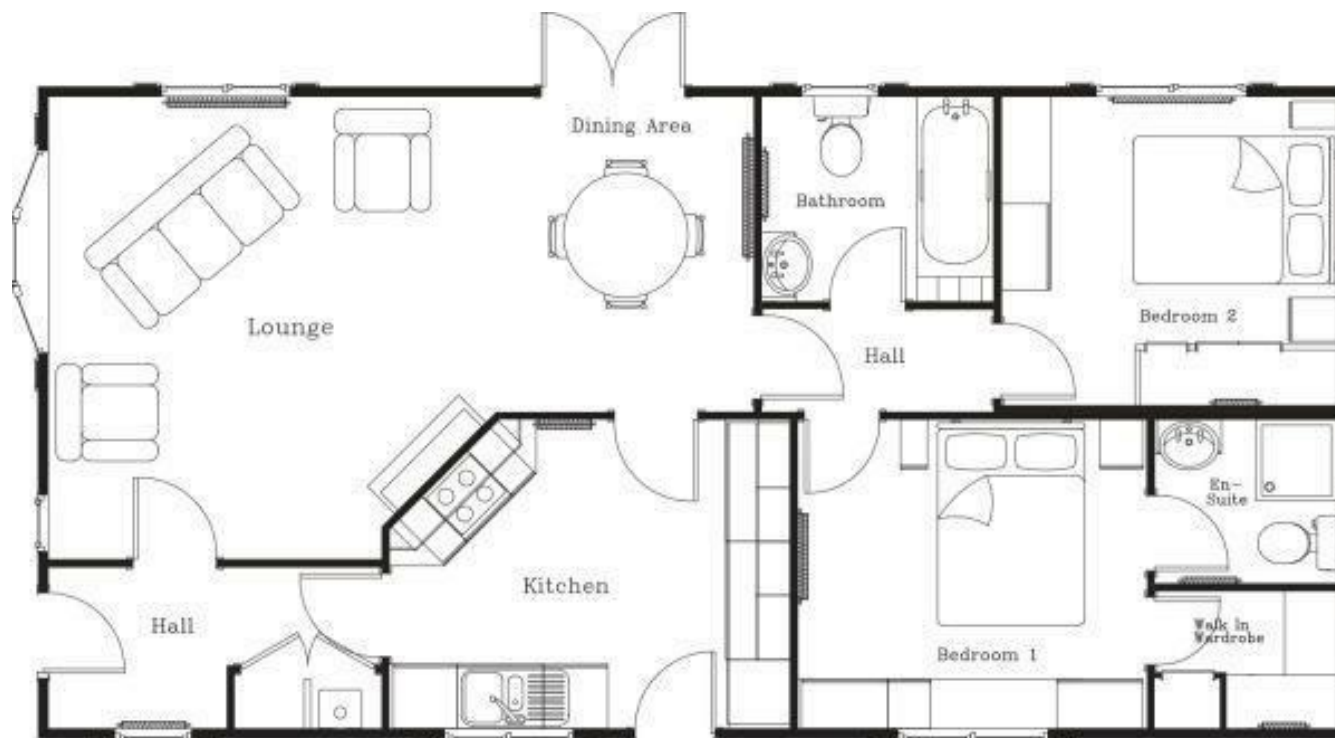 Dining Area
Bathroom
Lounge
Hall
Bedroom 2
En-
Suite
Kitchen
Hall
Walk In
Wardrobe
Bedroom 1